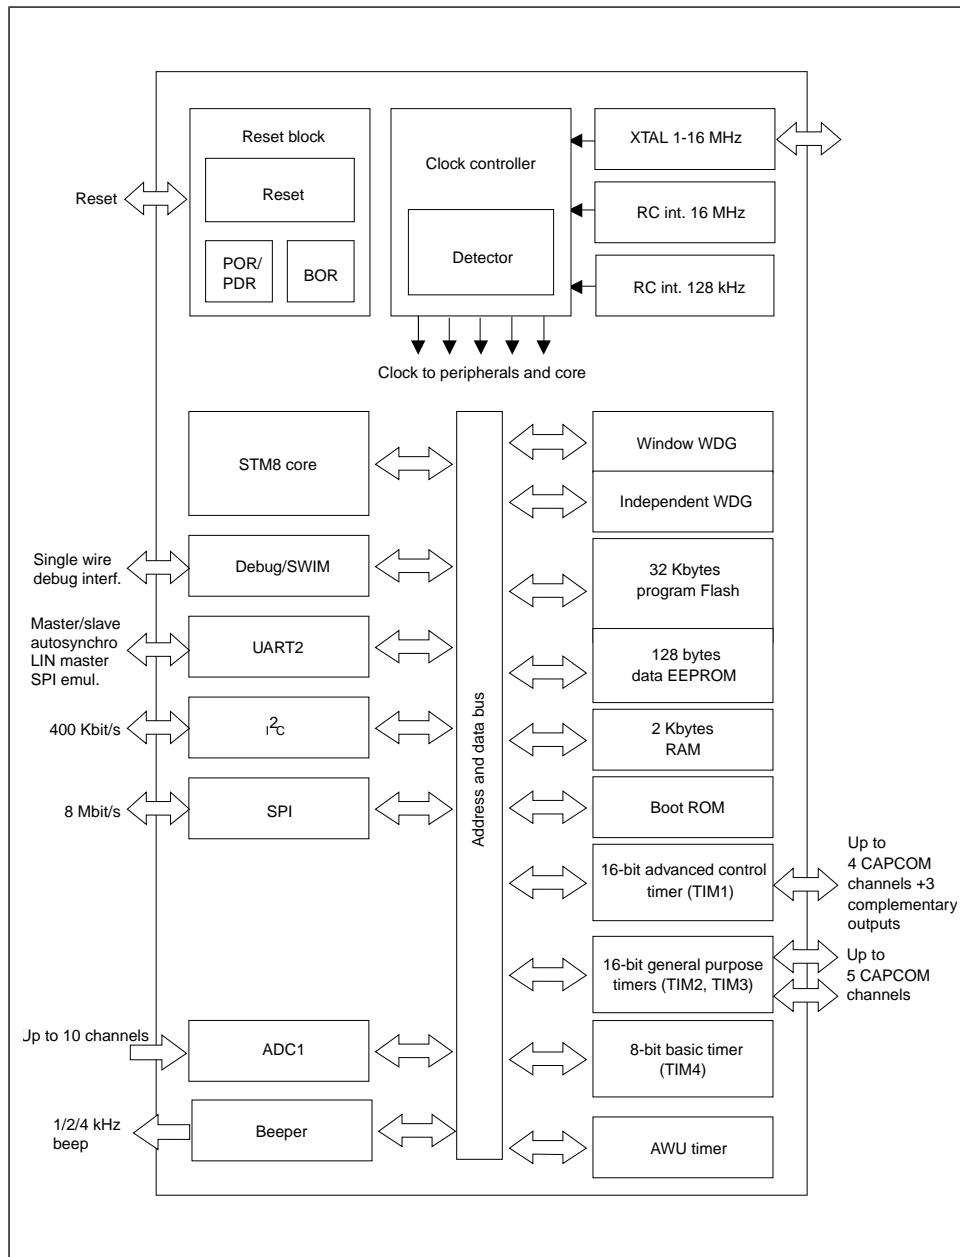 Reset block
Reset
POR/
PDR
BOR
Reset
Clock controller
Detector
XTAL 1-16 MHz
RC int. 16 MHz
RC int. 128 kHz
Clock to peripherals and core
STM8 core
Single wire
debug interf.
Debug/SWIM
Master/slave
autosynchro
LIN master
SPI emul.
UART2
400 Kbit/s
I2C
8 Mbit/s
SPI
Up to 10 channels
ADC1
1/2/4 kHz
beep
Beeper
Address and data bus
Window WDG
Independent WDG
32 Kbytes
program Flash
128 bytes
data EEPROM
2 Kbytes
RAM
Boot ROM
16-bit advanced control
timer (TIM1)
Up to
4 CAPCOM
channels +3
complementary
outputs
16-bit general purpose
timers (TIM2, TIM3)
Up to
5 CAPCOM
channels
8-bit basic timer
(TIM4)
AWU timer